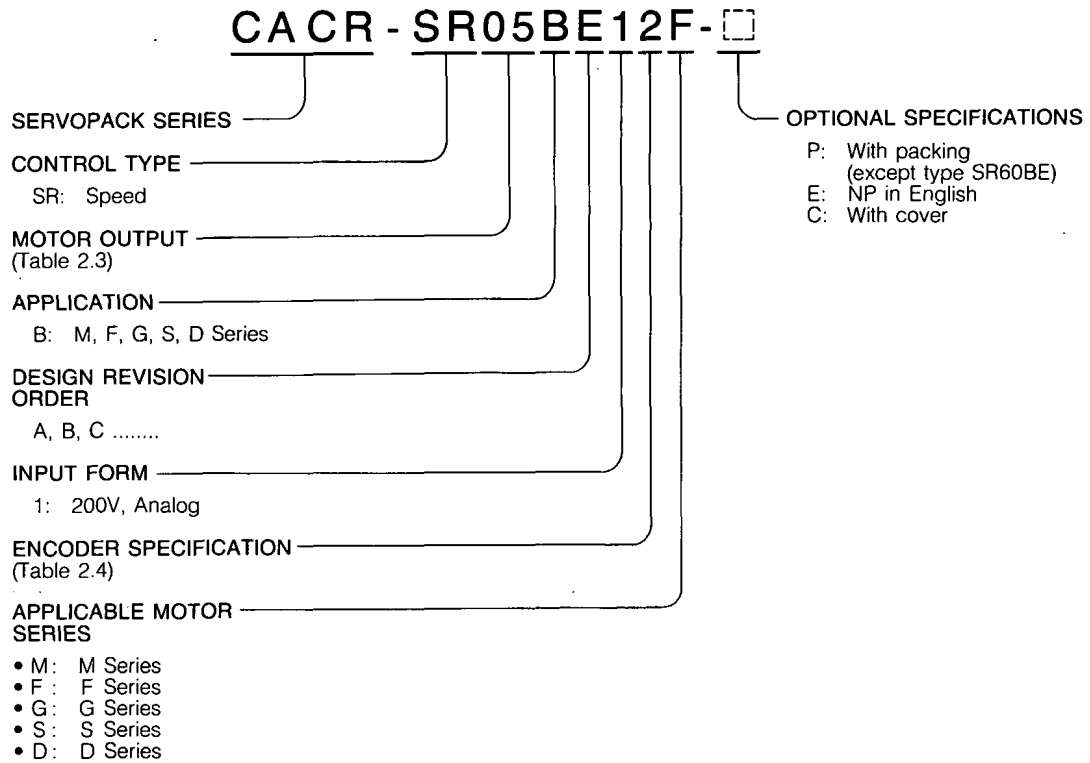 CACR-SR05BE12F-
SERVOPACK SERIES
CONTROL TYPE
SR: Speed
MOTOR OUTPUT
(Table 2.3)
APPLICATION
B: M, F, G, S, D Series
DESIGN REVISION
ORDER
A, B, C ........
INPUT FORM
1: 200V, Analog
ENCODER SPECIFICATION
(Table 2.4)
APPLICABLE MOTOR
SERIES
• M: M Series
• F: F Series
• G: G Series
• S: S Series
• D: D Series
OPTIONAL SPECIFICATIONS
P: With packing
(except type SR60BE)
E: NP in English
C: With cover